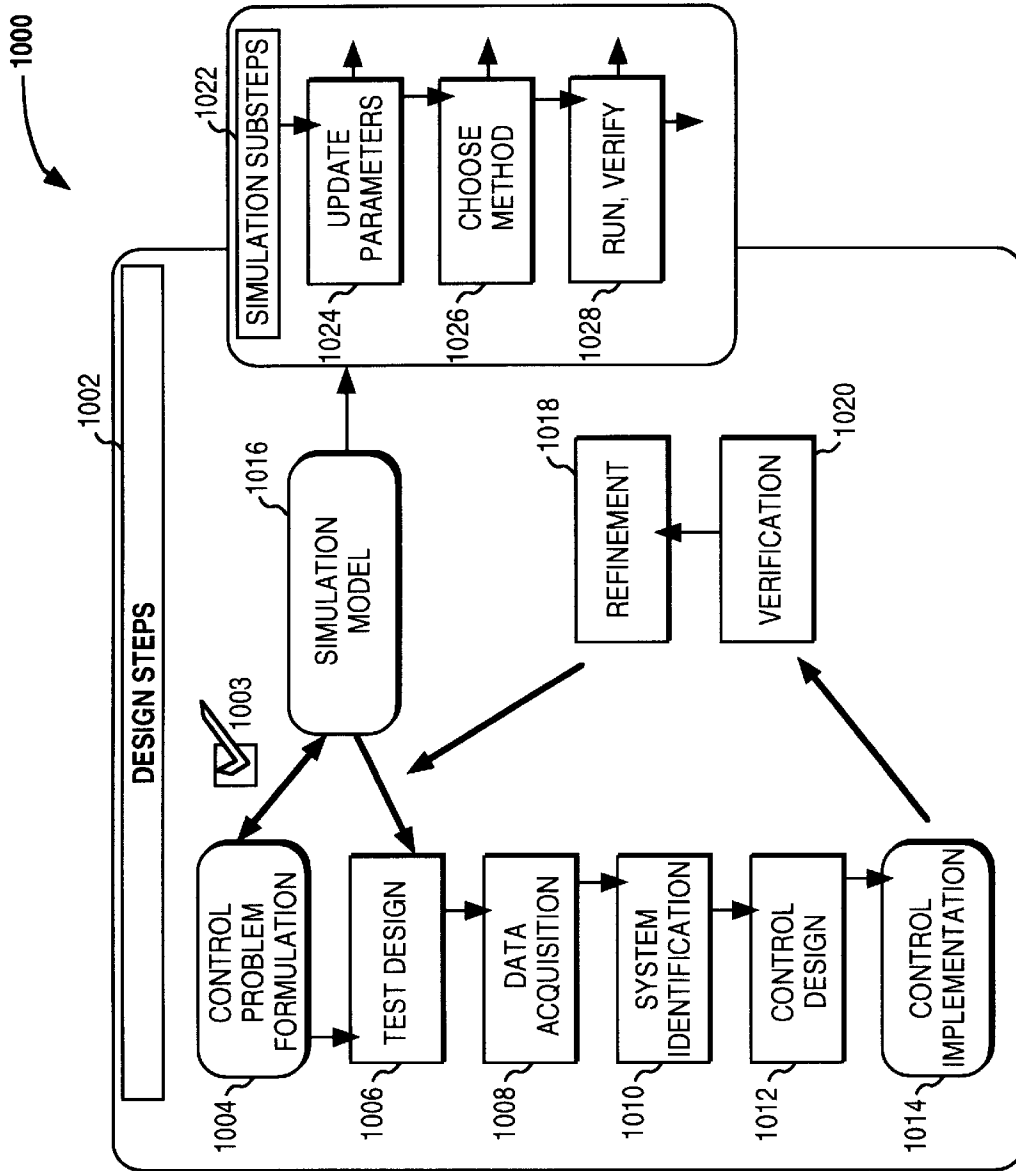 1000
1002
DESIGN STEPS
1003
CONTROL
PROBLEM
FORMULATION
1004
TEST DESIGN
1006
DATA
ACQUISITION
1008
SYSTEM
IDENTIFICATION
1010
CONTROL
DESIGN
1012
CONTROL
IMPLEMENTATION
1014
1016
SIMULATION
MODEL
1018
REFINEMENT
1020
VERIFICATION
1022
SIMULATION SUBSTEPS
UPDATE
PARAMETERS
1024
CHOOSE
METHOD
1026
RUN, VERIFY
1028